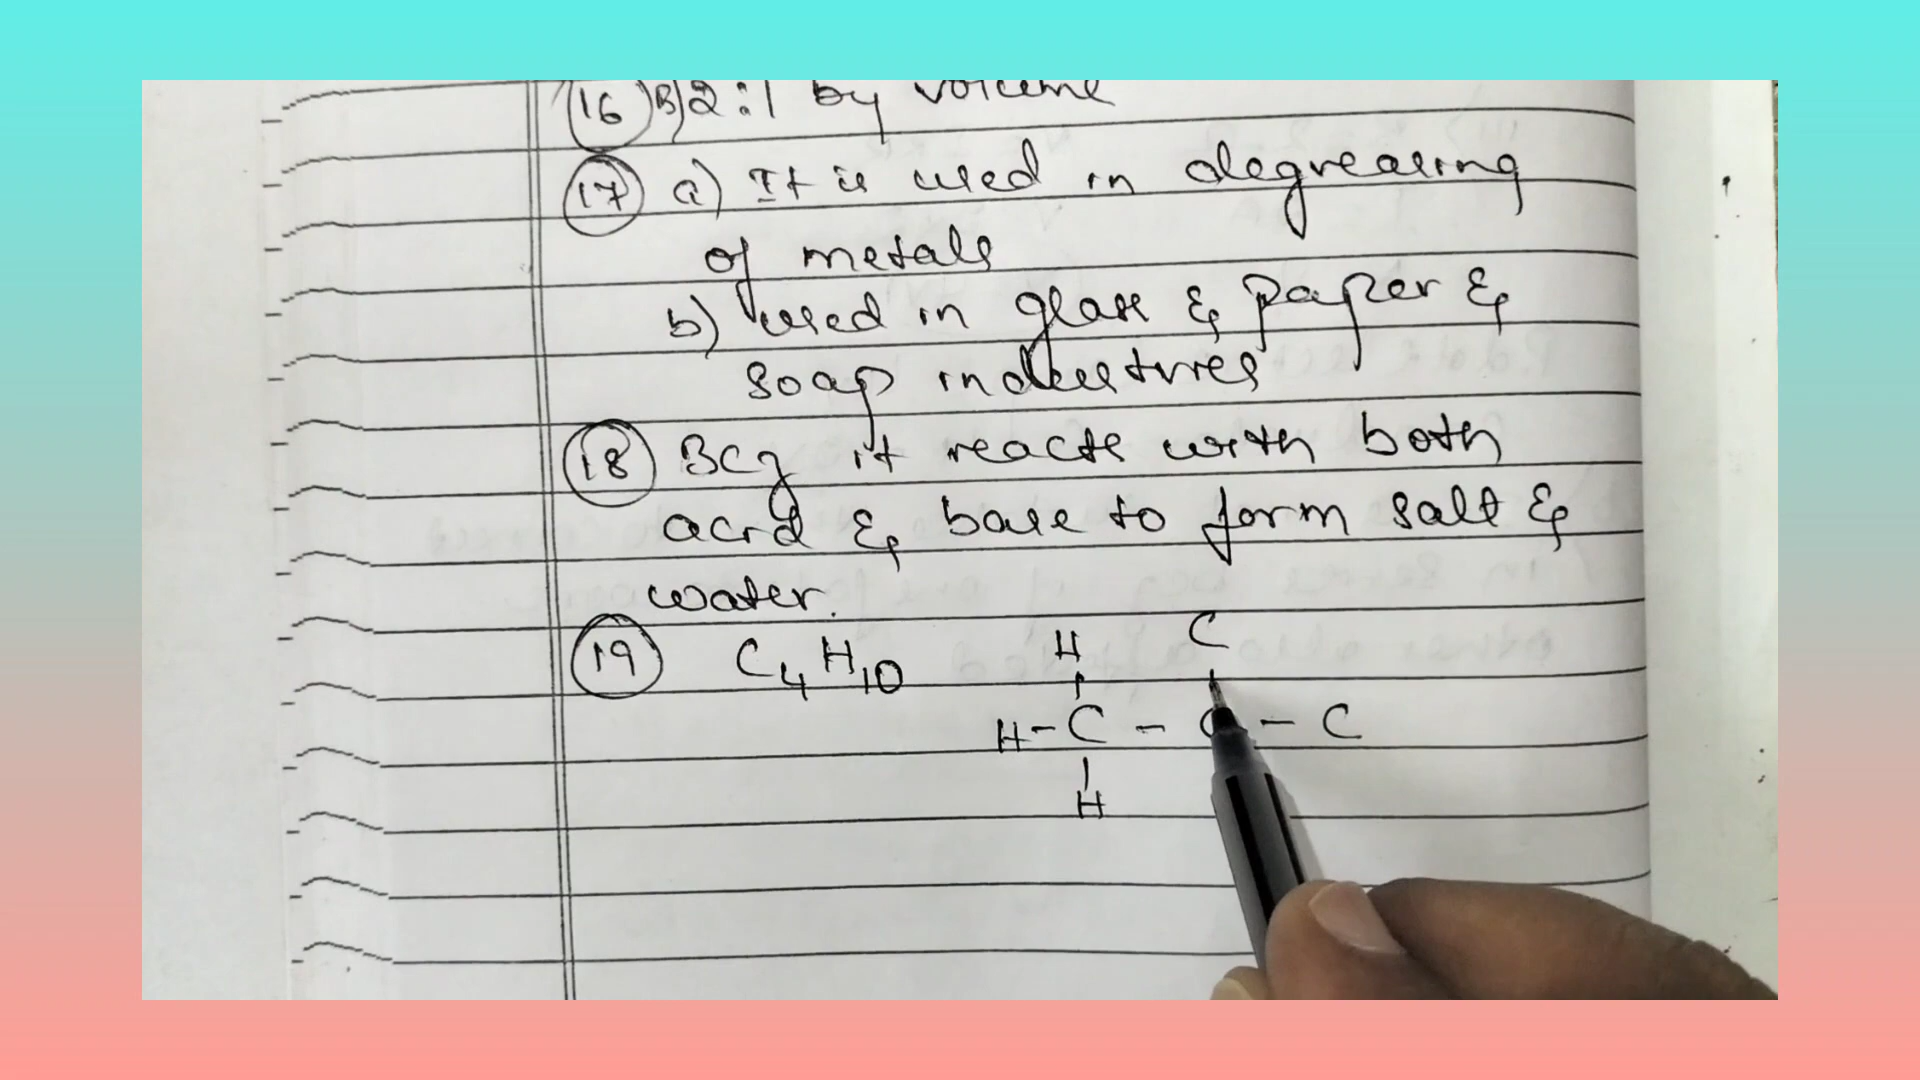 16 B) 2:1 by volume
17 a) It is used in degreasing
of metals
b) used in glass & paper &
soap industries
18 Bcz it reacts with both
acid & base to form salt &
water.
19 C4H10 H C
H-C - C - C
H